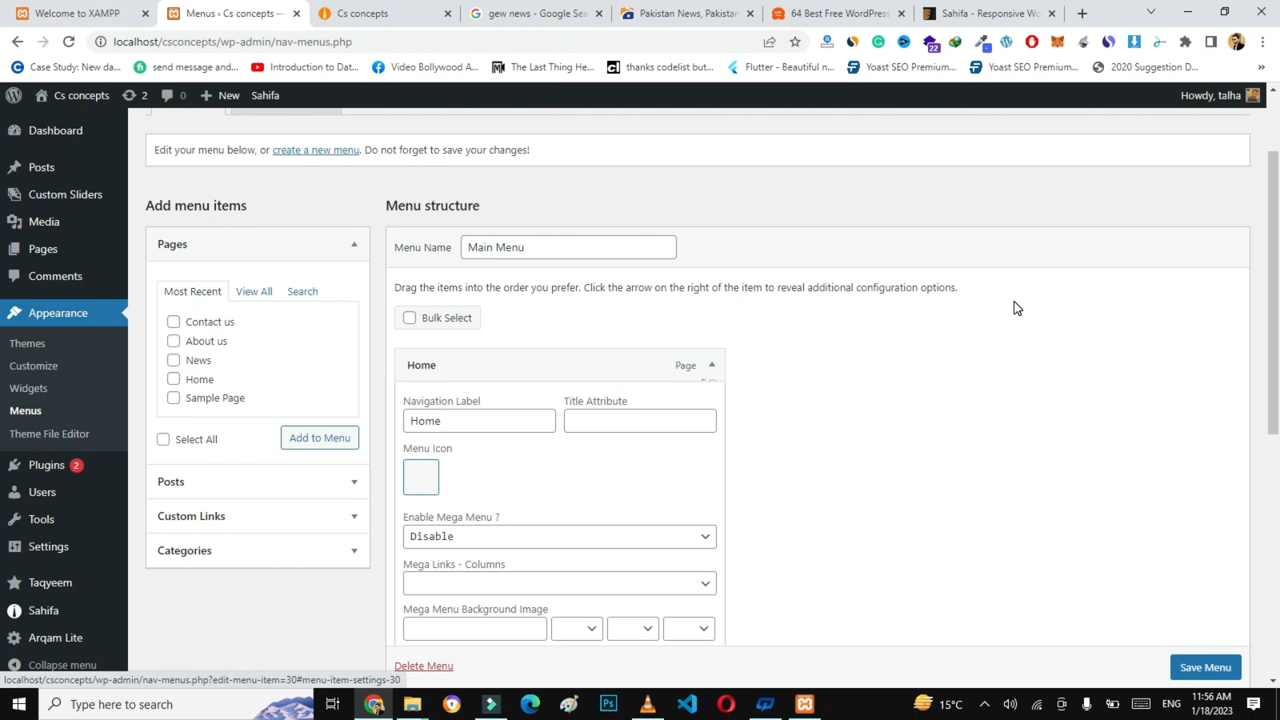 Welcome to XAMPP
Menus ‹ Cs concepts —
Cs concepts
gew news - Google Sea
Pakistan News, Pakistan
64 Best Free WordPress
Sahifa - Responsive Wo
localhost/csconcepts/wp-admin/nav-menus.php
22
Case Study: New da...
send message and...
Introduction to Dat...
Video Bollywood A...
The Last Thing He...
thanks codelist but...
Flutter - Beautiful n...
Yoast SEO Premium...
Yoast SEO Premium...
2020 Suggestion D...
Cs concepts
2
0
New
Sahifa
Howdy, talha
Dashboard
Posts
Custom Sliders
Media
Pages
Comments
Appearance
Themes
Customize
Widgets
Menus
Theme File Editor
Plugins 2
Users
Tools
Settings
Taqyeem
Sahifa
Arqam Lite
Collapse menu
Edit your menu below, or create a new menu. Do not forget to save your changes!
Add menu items
Pages
Most Recent
View All
Search
Contact us
About us
News
Home
Sample Page
Select All
Add to Menu
Posts
Custom Links
Categories
Menu structure
Menu Name
Main Menu
Drag the items into the order you prefer. Click the arrow on the right of the item to reveal additional configuration options.
Bulk Select
Home
Page
Navigation Label
Title Attribute
Home
Menu Icon
Enable Mega Menu ?
Disable
Mega Links - Columns
Mega Menu Background Image
Delete Menu
Save Menu
localhost/csconcepts/wp-admin/nav-menus.php?edit-menu-item=30#menu-item-settings-30
Type here to search
Ps
15°C
ENG
11:56 AM
1/18/2023